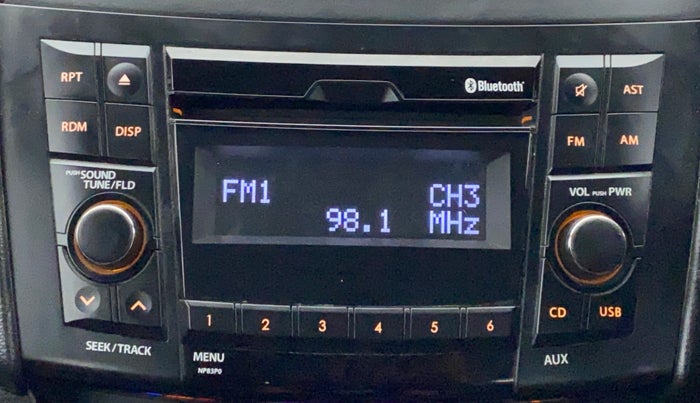 RPT
RDM
DISP
PUSH SOUND
TUNE/FLD
SEEK/TRACK
Bluetooth
FM1 CH3
98.1 MHz
1 2 3 4 5 6
MENU
NP83P0
AST
FM
AM
VOL PUSH PWR
CD
USB
AUX